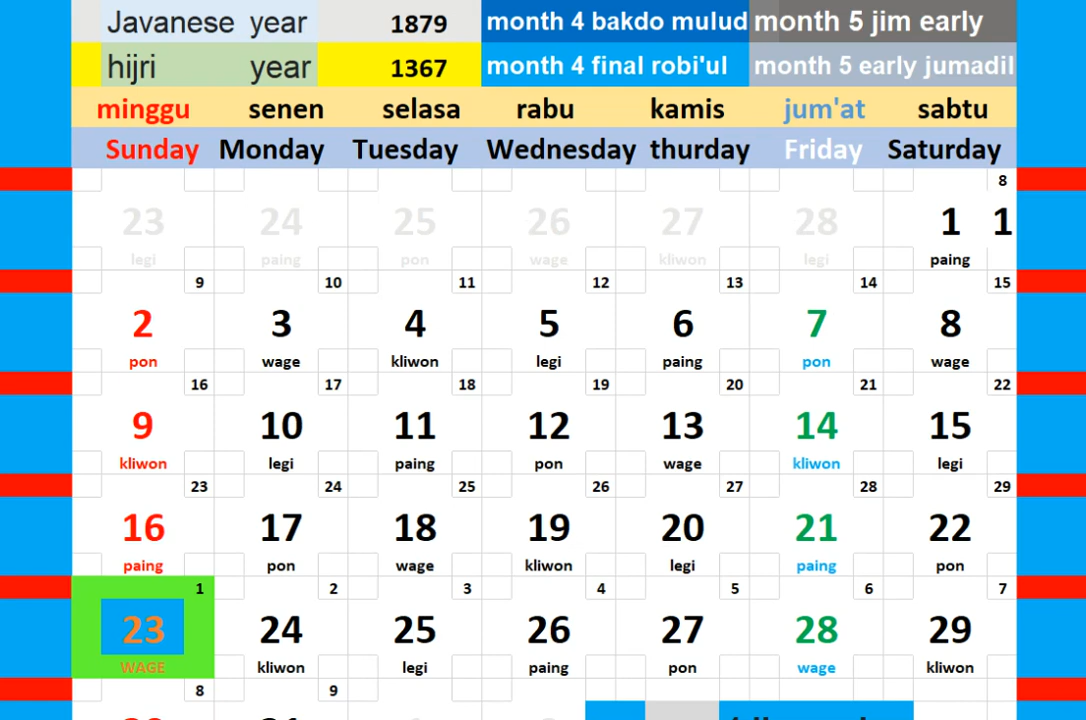 Javanese year 1879 month 4 bakdo mulud month 5 jim early
hijri year 1367 month 4 final robi'ul month 5 early jumadil
minggu senen selasa rabu kamis jum'at sabtu
Sunday Monday Tuesday Wednesday thurday Friday Saturday
8
23 24 25 26 27 28 1 1
legi paing pon wage kliwon legi paing
9 10 11 12 13 14 15
2 3 4 5 6 7 8
pon wage kliwon legi paing pon wage
16 17 18 19 20 21 22
9 10 11 12 13 14 15
kliwon legi paing pon wage kliwon legi
23 24 25 26 27 28 29
16 17 18 19 20 21 22
paing pon wage kliwon legi paing pon
1 2 3 4 5 6 7
23 24 25 26 27 28 29
WAGE kliwon legi paing pon wage kliwon
8 9